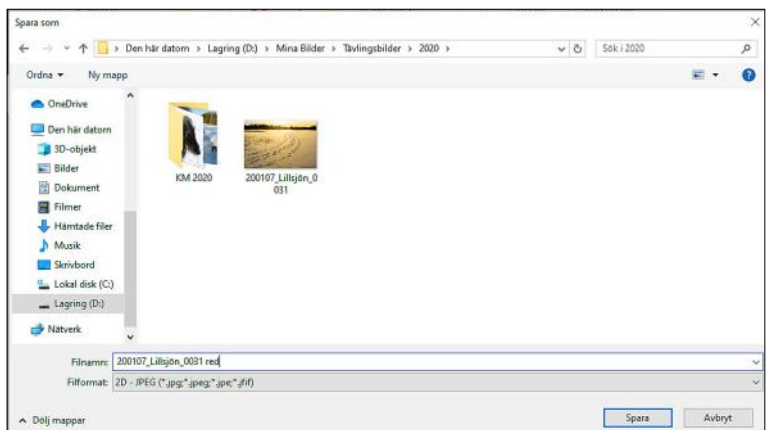 Spara som
Den här datorn > Lagring (D:) > Mina Bilder > Tävlingsbilder > 2020 >
Sök i 2020
Ordna
Ny mapp
OneDrive
Den här datorn
3D-objekt
Bilder
Dokument
Filmer
Hämtade filer
Musik
Skrivbord
Lokal disk (C:)
Lagring (D:)
Nätverk
KM 2020
200107_Lillsjön_0
031
Filnamn: 200107_Lillsjön_0031 red
Filformat: 2D - JPEG (*.jpg;*.jpeg;*.jpe;*.jfif)
Dölj mappar
Spara
Avbryt